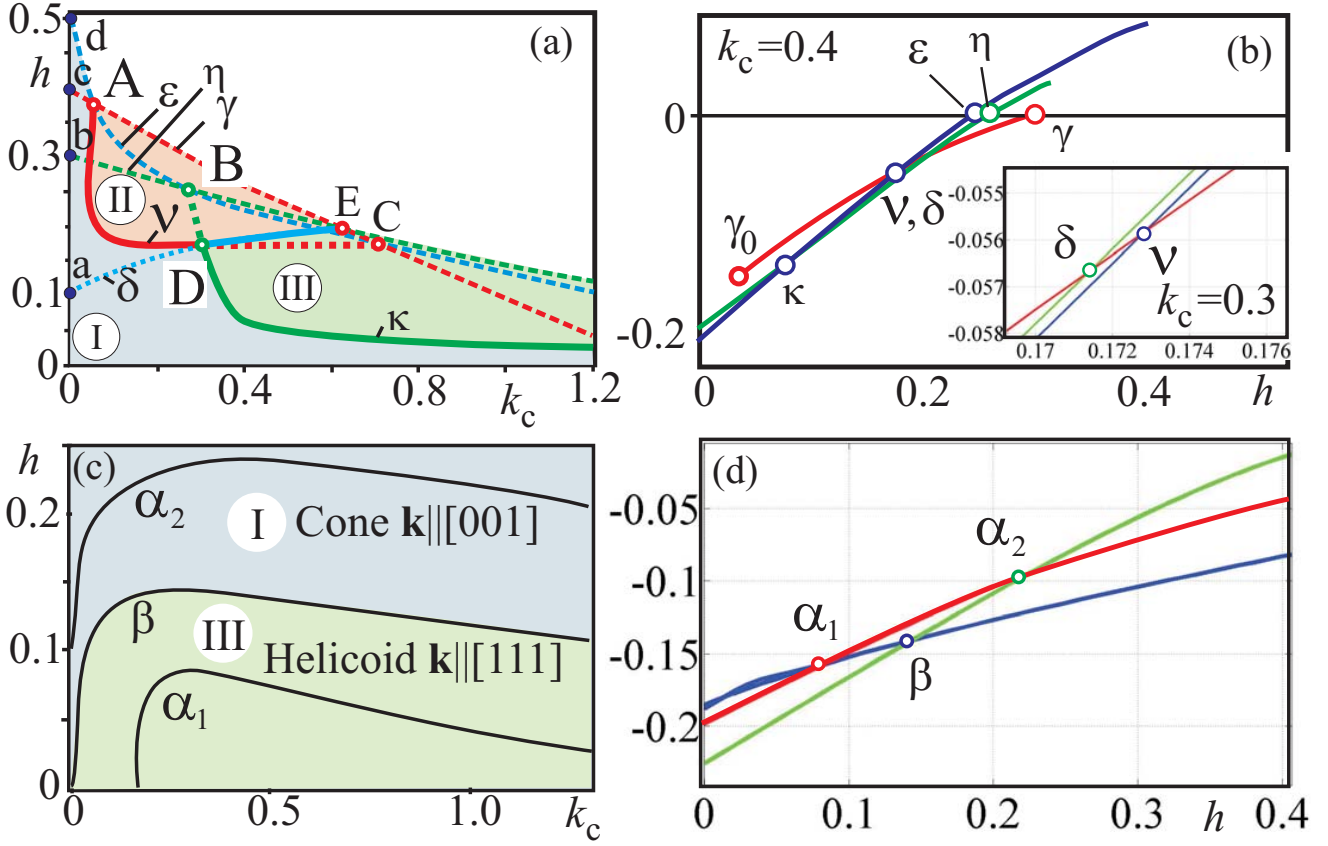 (a)
0.5
h
0.3
0.1
0
d
c
b
a
A
ε
η
γ
B
E
C
II
ν
δ
D
III
I
κ
0
0.4
0.8
1.2
k_c
(b)
k_c=0.4
ε
η
0
γ
ν,δ
γ_0
κ
-0.2
0
0.2
0.4
h
-0.055
-0.056
-0.057
-0.058
δ
ν
k_c=0.3
0.17
0.172
0.174
0.176
(c)
h
0.2
0.1
0
α_2
I Cone k||[001]
β
III
Helicoid k||[111]
α_1
0
0.5
1.0
k_c
(d)
-0.05
-0.1
-0.15
-0.2
α_2
α_1
β
0
0.1
0.2
0.3
h
0.4